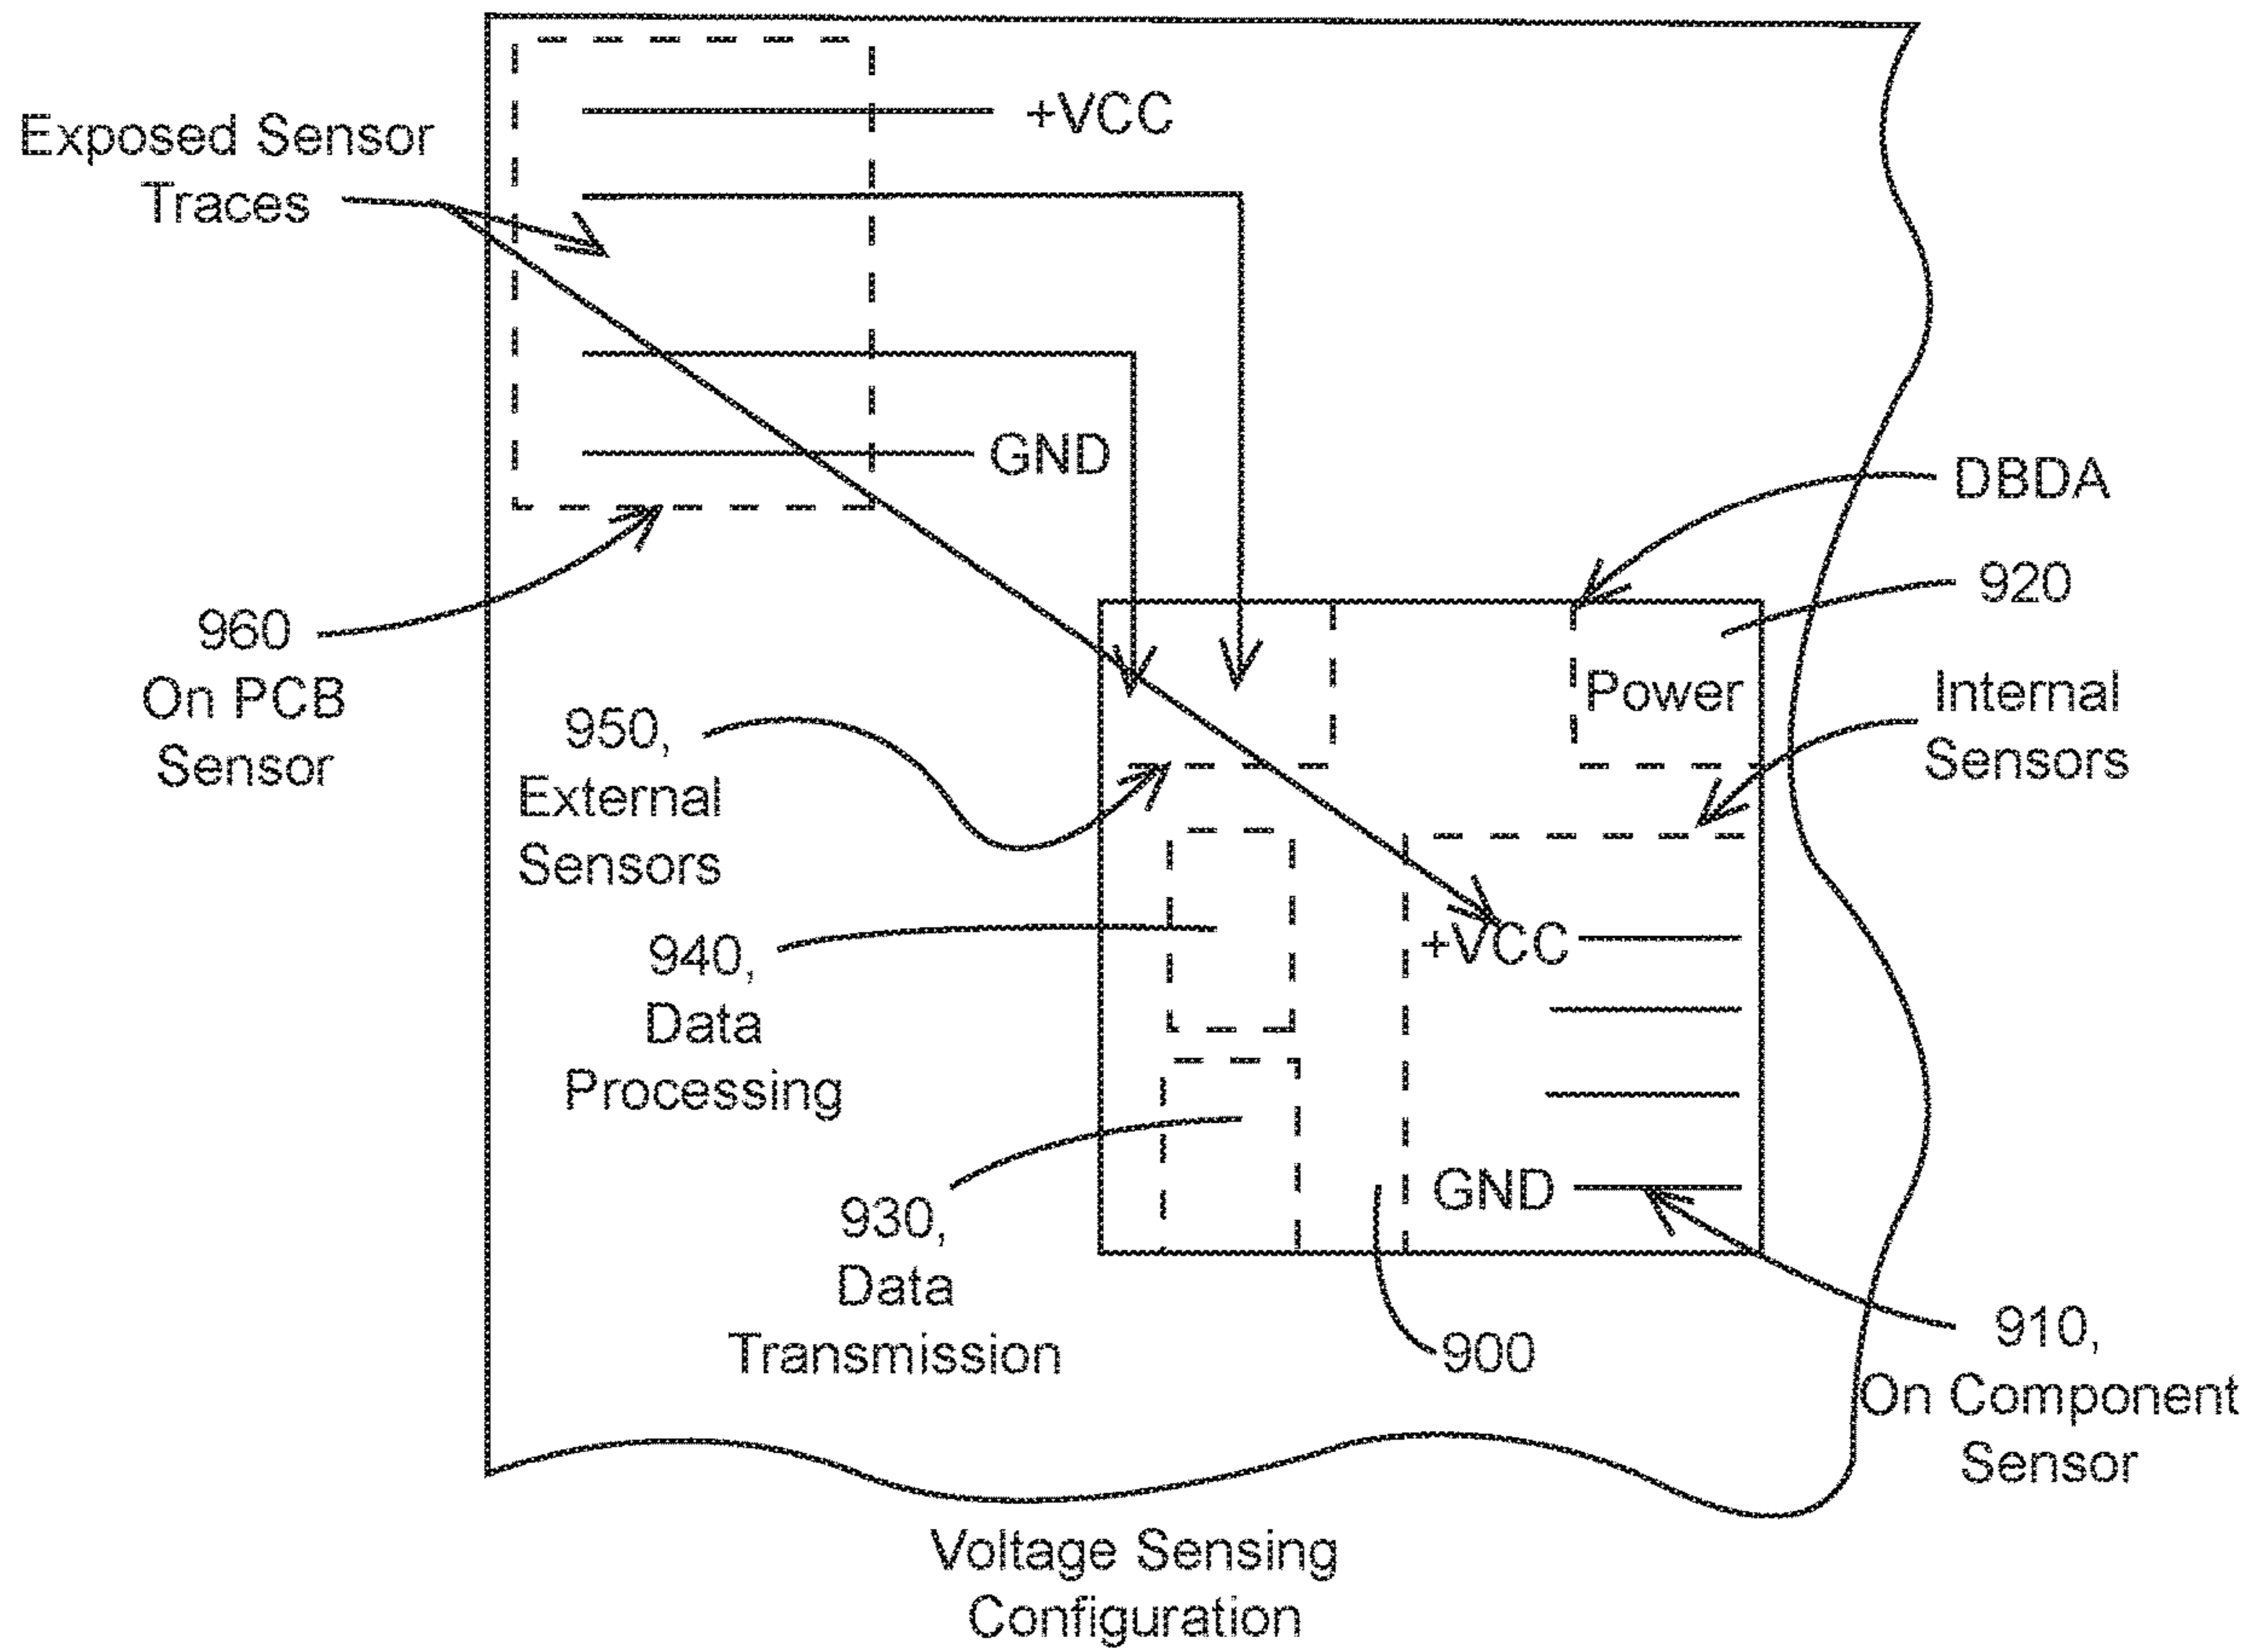 +VCC
Exposed Sensor
Traces
GND
DBDA
920
960
On PCB
Sensor
950,
External
Sensors
Power
Internal
Sensors
940,
Data
Processing
+VCC
930,
Data
Transmission
GND
900
910,
On Component
Sensor
Voltage Sensing
Configuration